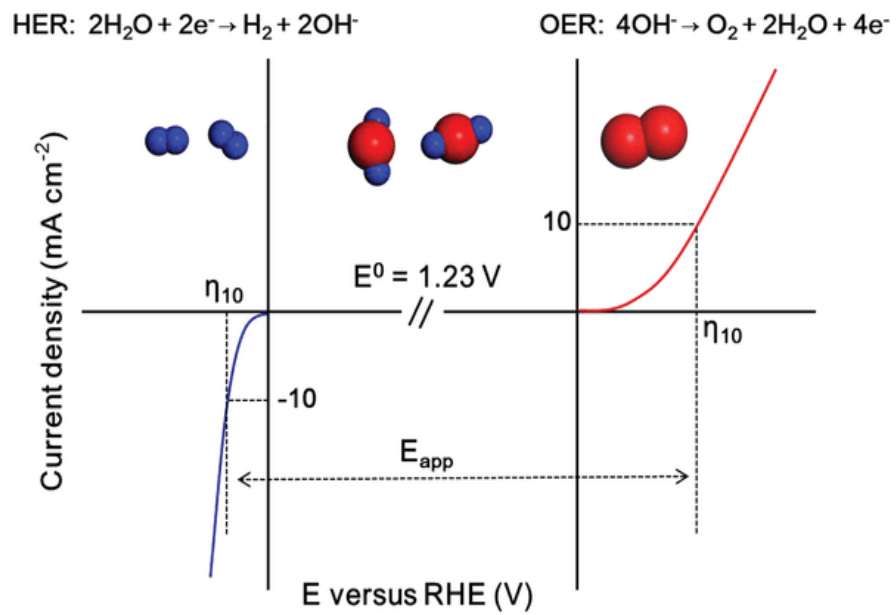 HER: 2H₂O + 2e⁻ → H₂ + 2OH⁻
OER: 4OH⁻ → O₂ + 2H₂O + 4e⁻
Current density (mA cm⁻²)
10
E⁰ = 1.23 V
η₁₀
η₁₀
-10
Eₐₚₚ
E versus RHE (V)